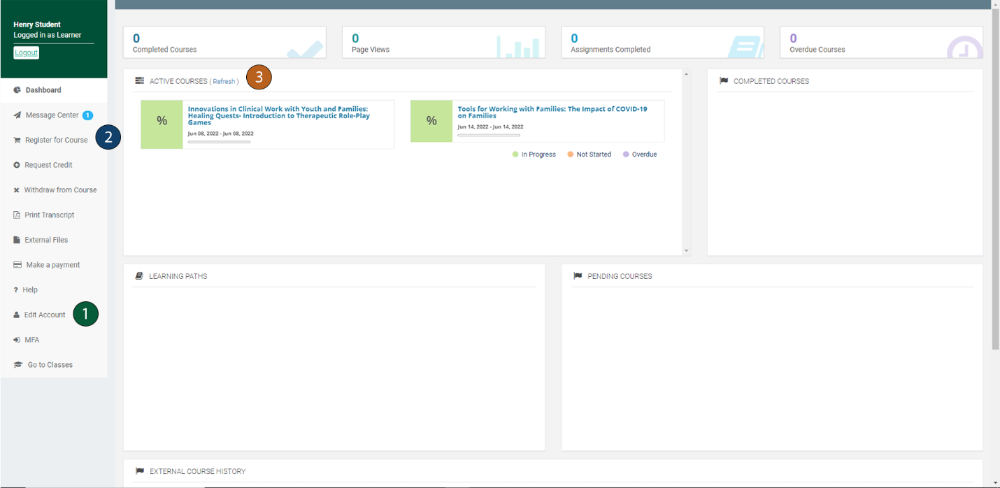 Henry Student
Logged in as Learner
Logout
Dashboard
Message Center 1
Register for Course
2
Request Credit
Withdraw from Course
Print Transcript
External Files
Make a payment
? Help
Edit Account
1
MFA
Go to Classes
0
Completed Courses
0
Page Views
0
Assignments Completed
0
Overdue Courses
ACTIVE COURSES ( Refresh )
3
%
Innovations in Clinical Work with Youth and Families:
Healing Quests- Introduction to Therapeutic Role-Play
Games
Jun 08, 2022 - Jun 08, 2022
%
Tools for Working with Families: The Impact of COVID-19
on Families
Jun 14, 2022 - Jun 14, 2022
In Progress
Not Started
Overdue
COMPLETED COURSES
LEARNING PATHS
PENDING COURSES
EXTERNAL COURSE HISTORY